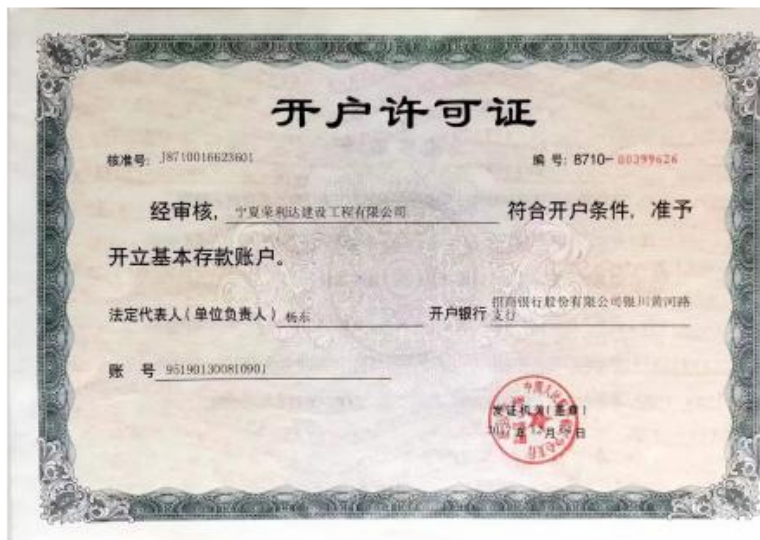 开户许可证
核准号: J8710016623601
编号: 8710-00399626
经审核, 宁夏荣利达建设工程有限公司 符合开户条件, 准予
开立基本存款账户。
法定代表人(单位负责人) 杨东
开户银行 招商银行股份有限公司银川黄河路
支行
账 号 951901300810901
发证机关(盖章)